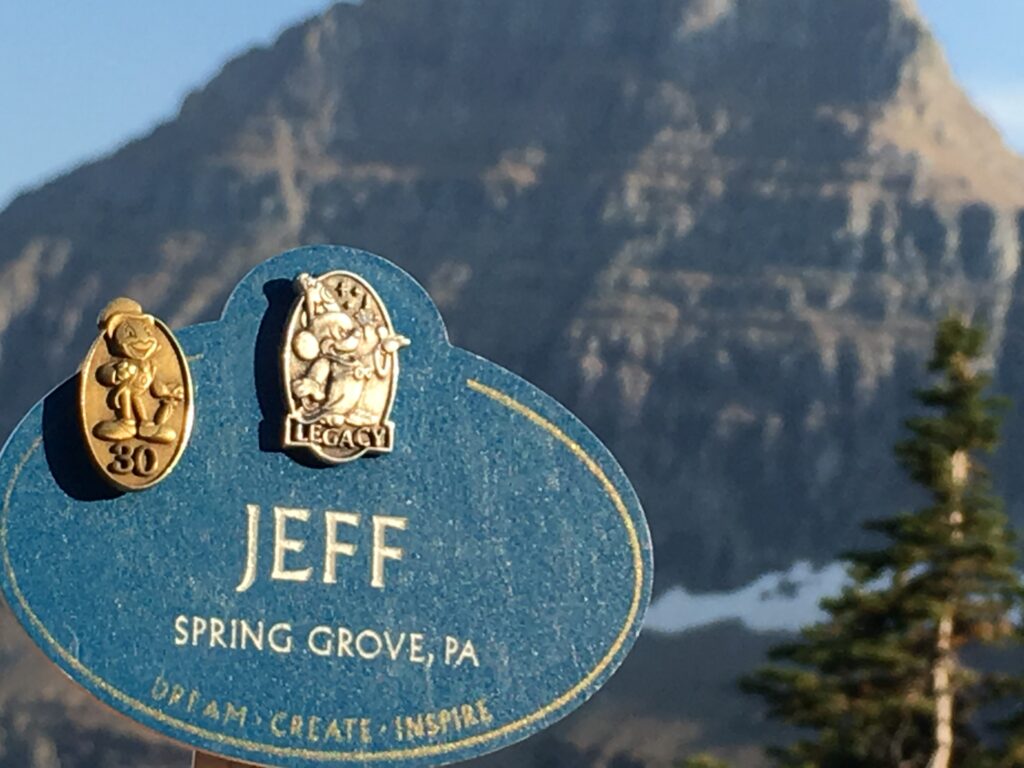 LEGACY
30
JEFF
SPRING GROVE, PA
DREAM · CREATE · INSPIRE